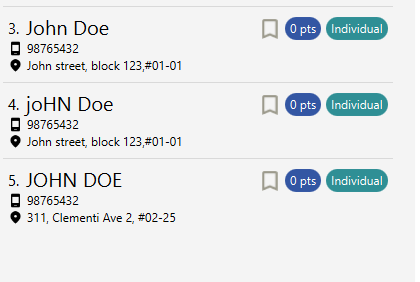 3. John Doe 0 pts Individual
98765432
John street, block 123,#01-01
4. joHN Doe 0 pts Individual
98765432
John street, block 123,#01-01
5. JOHN DOE 0 pts Individual
98765432
311, Clementi Ave 2, #02-25